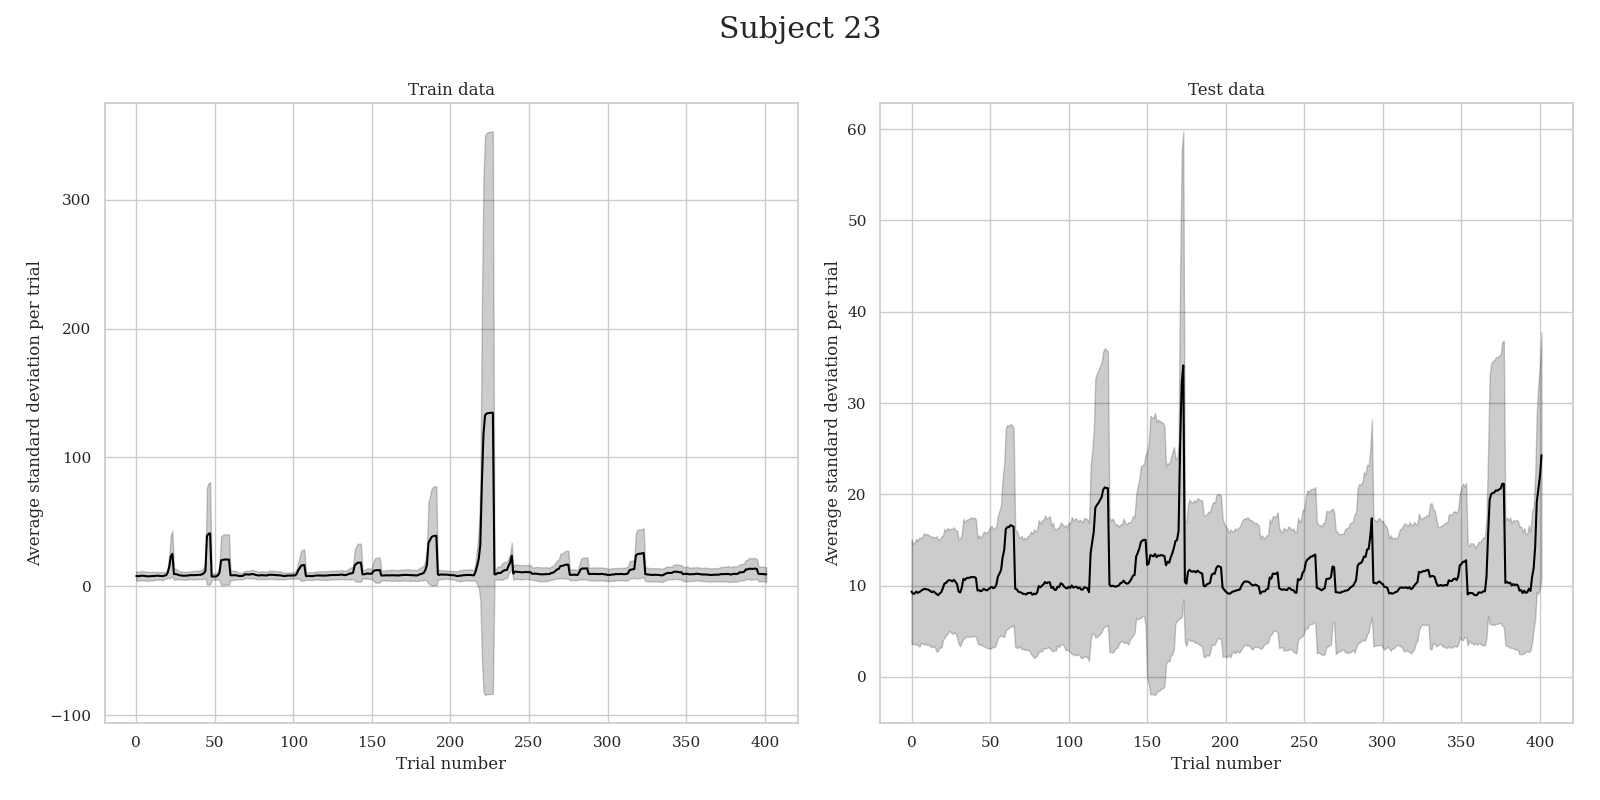 Subject 23
Train data
Average standard deviation per trial
300
200
100
0
−100
0 50 100 150 200 250 300 350 400
Trial number
Test data
Average standard deviation per trial
60
50
40
30
20
10
0
0 50 100 150 200 250 300 350 400
Trial number